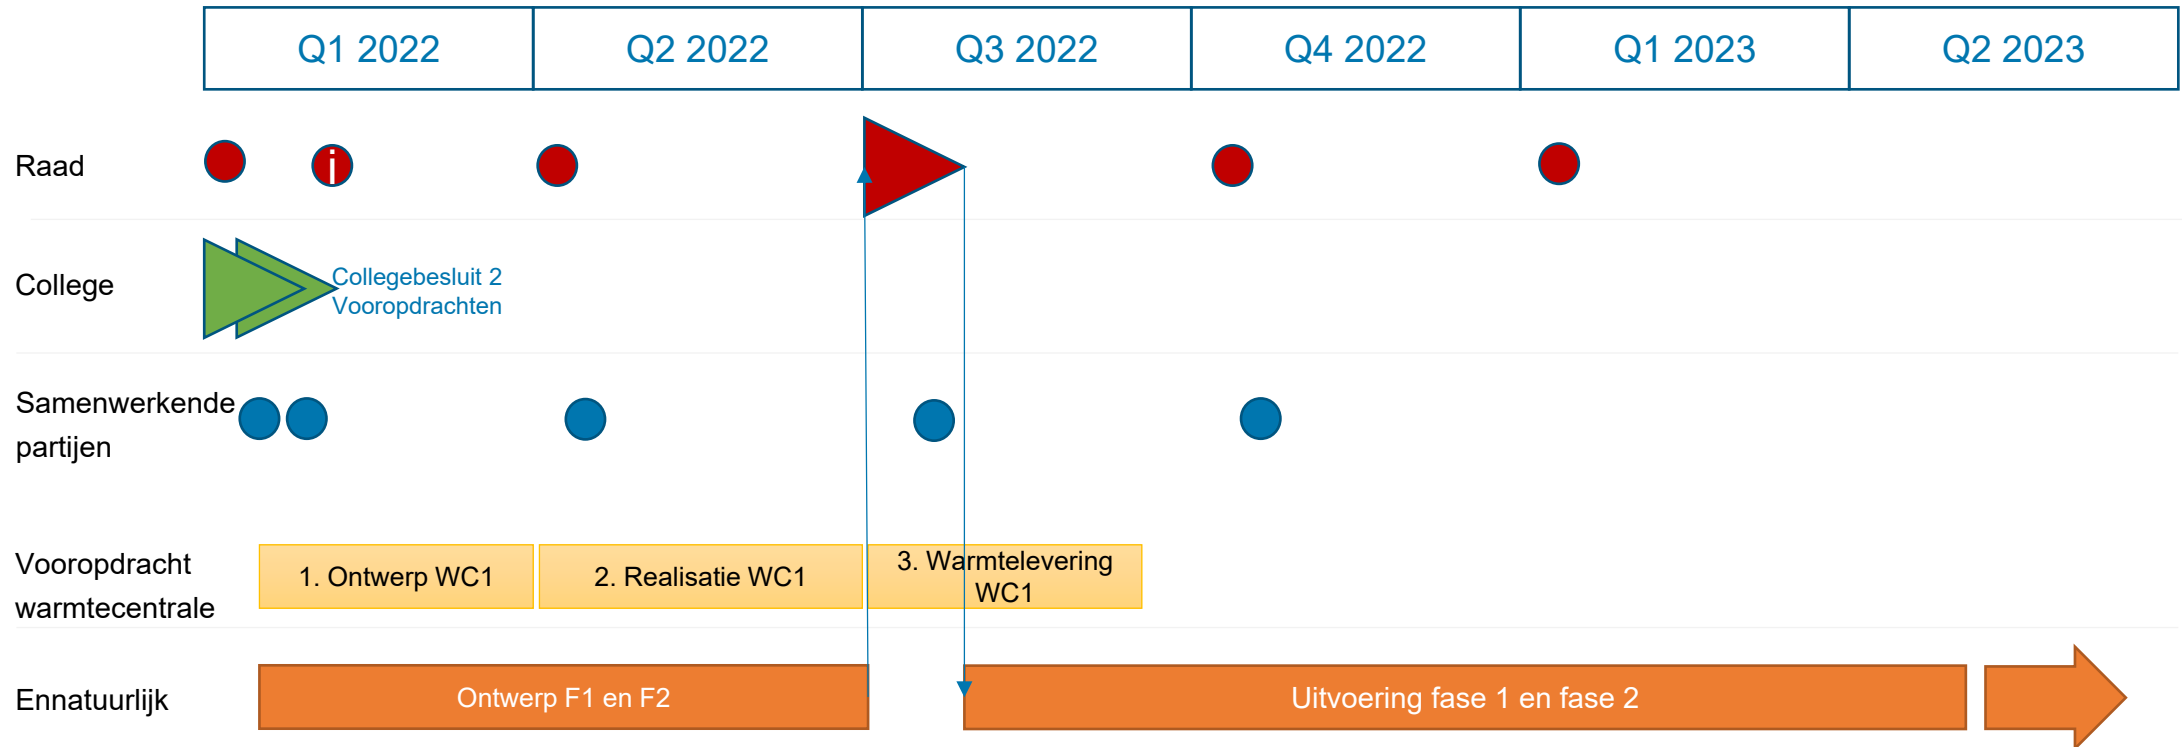 Q1 2022
Q2 2022
Q3 2022
Q4 2022
Q1 2023
Q2 2023
Raad
i
College
Collegebesluit 2
Vooropdrachten
Samenwerkende
partijen
Vooropdracht
warmtecentrale
1. Ontwerp WC1
2. Realisatie WC1
3. Warmtelevering
WC1
Ennatuurlijk
Ontwerp F1 en F2
Uitvoering fase 1 en fase 2